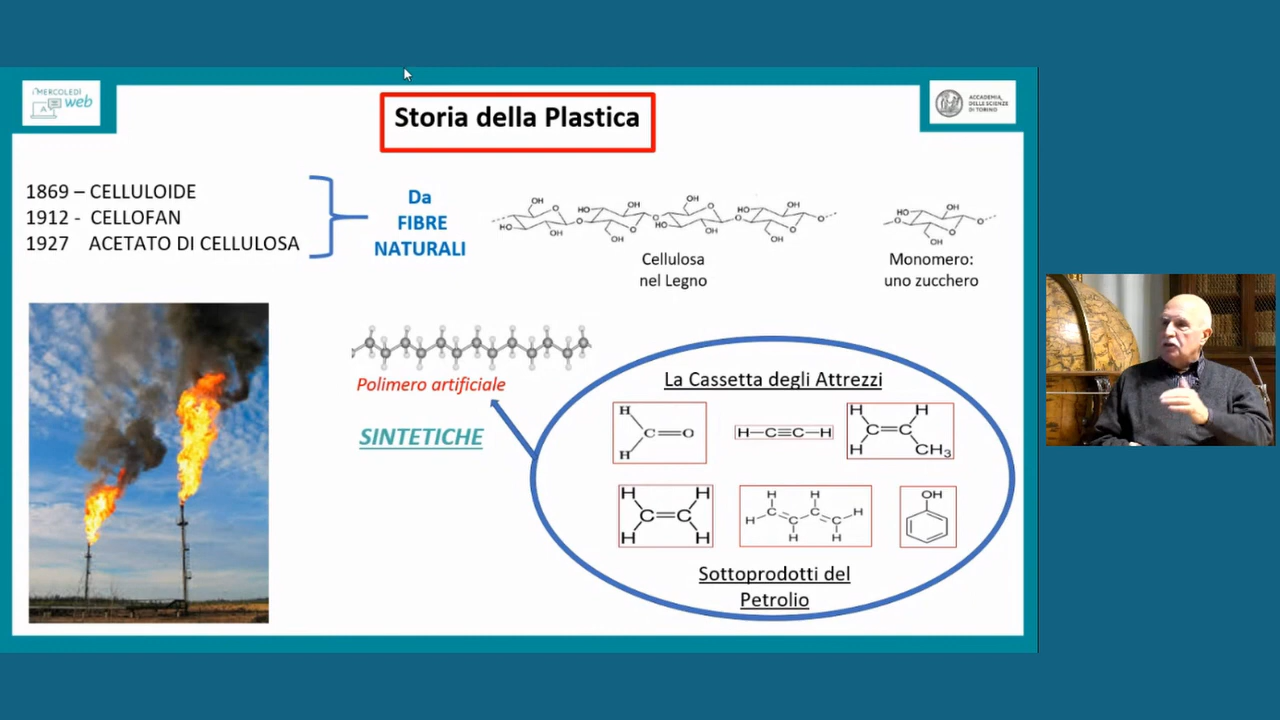 i MERCOLEDÌ
web
ACCADEMIA
DELLE SCIENZE
DI TORINO
Storia della Plastica
1869 – CELLULOIDE
1912 - CELLOFAN
1927 ACETATO DI CELLULOSA
Da
FIBRE
NATURALI
Cellulosa
nel Legno
Monomero:
uno zucchero
Polimero artificiale
SINTETICHE
La Cassetta degli Attrezzi
Sottoprodotti del
Petrolio